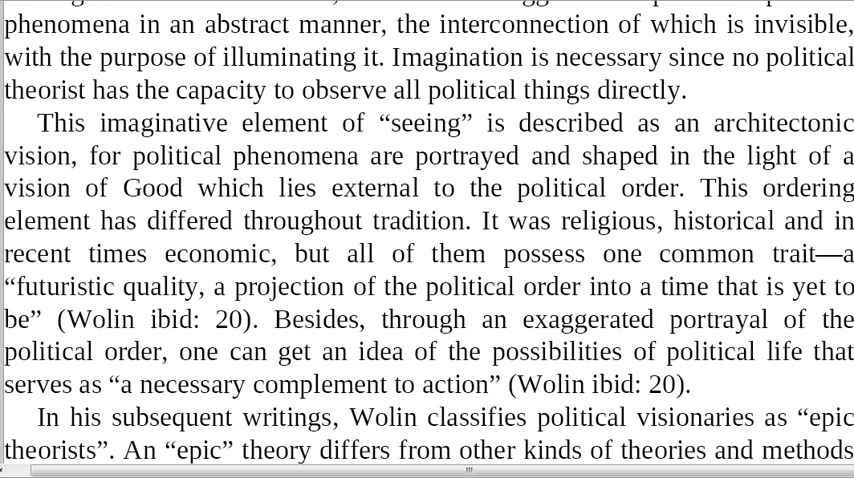 phenomena in an abstract manner, the interconnection of which is invisible,
with the purpose of illuminating it. Imagination is necessary since no political
theorist has the capacity to observe all political things directly.
This imaginative element of “seeing” is described as an architectonic
vision, for political phenomena are portrayed and shaped in the light of a
vision of Good which lies external to the political order. This ordering
element has differed throughout tradition. It was religious, historical and in
recent times economic, but all of them possess one common trait—a
“futuristic quality, a projection of the political order into a time that is yet to
be” (Wolin ibid: 20). Besides, through an exaggerated portrayal of the
political order, one can get an idea of the possibilities of political life that
serves as “a necessary complement to action” (Wolin ibid: 20).
In his subsequent writings, Wolin classifies political visionaries as “epic
theorists”. An “epic” theory differs from other kinds of theories and methods